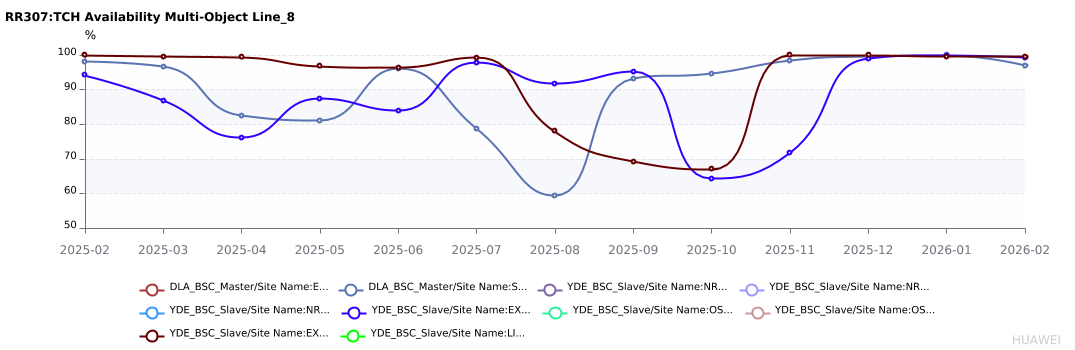 RR307:TCH Availability Multi-Object Line_8
%
100
90
80
70
60
50
2025-02 2025-03 2025-04 2025-05 2025-06 2025-07 2025-08 2025-09 2025-10 2025-11 2025-12 2026-01 2026-02
DLA_BSC_Master/Site Name:E... DLA_BSC_Master/Site Name:S... YDE_BSC_Slave/Site Name:NR... YDE_BSC_Slave/Site Name:NR...
YDE_BSC_Slave/Site Name:NR... YDE_BSC_Slave/Site Name:EX... YDE_BSC_Slave/Site Name:OS... YDE_BSC_Slave/Site Name:OS...
YDE_BSC_Slave/Site Name:EX... YDE_BSC_Slave/Site Name:LI...
HUAWEI